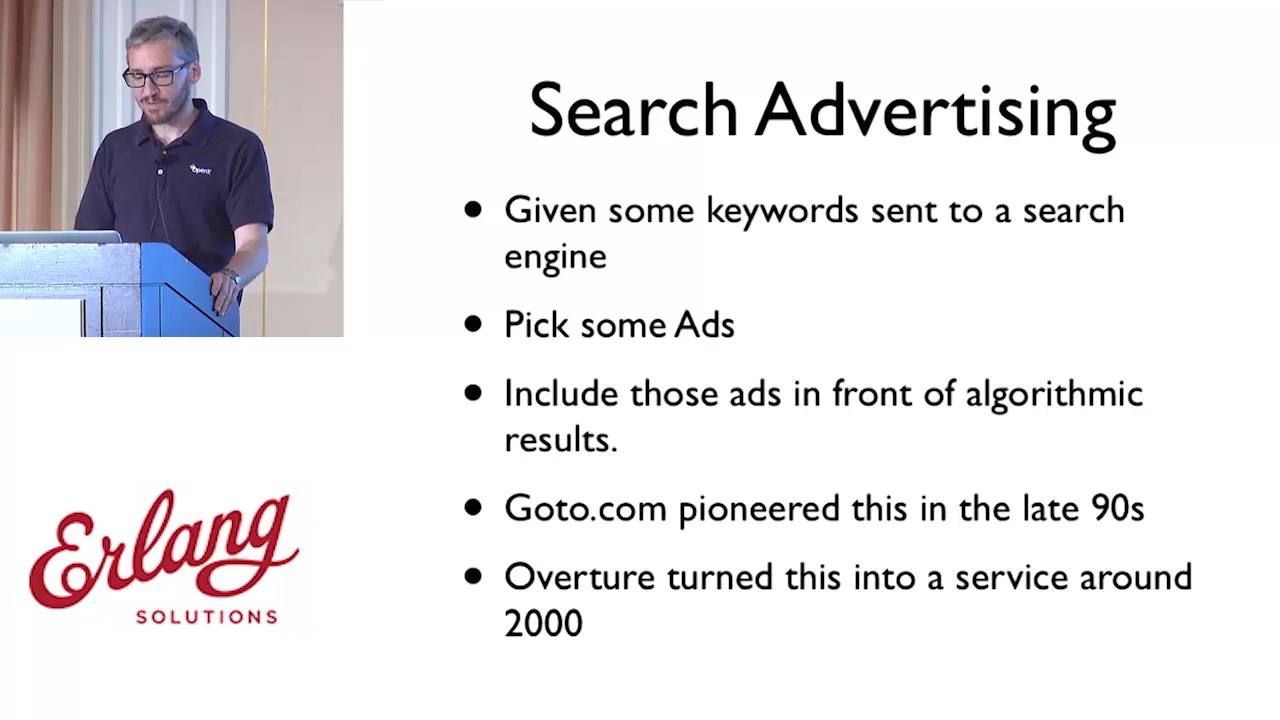 OpenX
Search Advertising
• Given some keywords sent to a search
engine
• Pick some Ads
• Include those ads in front of algorithmic
results.
• Goto.com pioneered this in the late 90s
• Overture turned this into a service around
2000
Erlang
SOLUTIONS